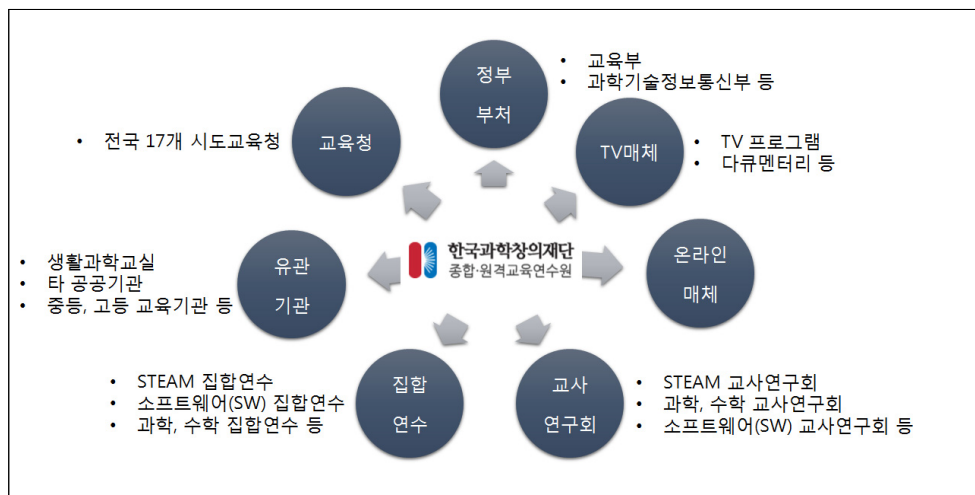 정부
부처
• 교육부
• 과학기술정보통신부 등
TV매체
• TV 프로그램
• 다큐멘터리 등
교육청
• 전국 17개 시도교육청
한국과학창의재단
종합·원격교육연수원
온라인
매체
유관
기관
• 생활과학교실
• 타 공공기관
• 중등, 고등 교육기관 등
집합
연수
• STEAM 집합연수
• 소프트웨어(SW) 집합연수
• 과학, 수학 집합연수 등
교사
연구회
• STEAM 교사연구회
• 과학, 수학 교사연구회
• 소프트웨어(SW) 교사연구회 등